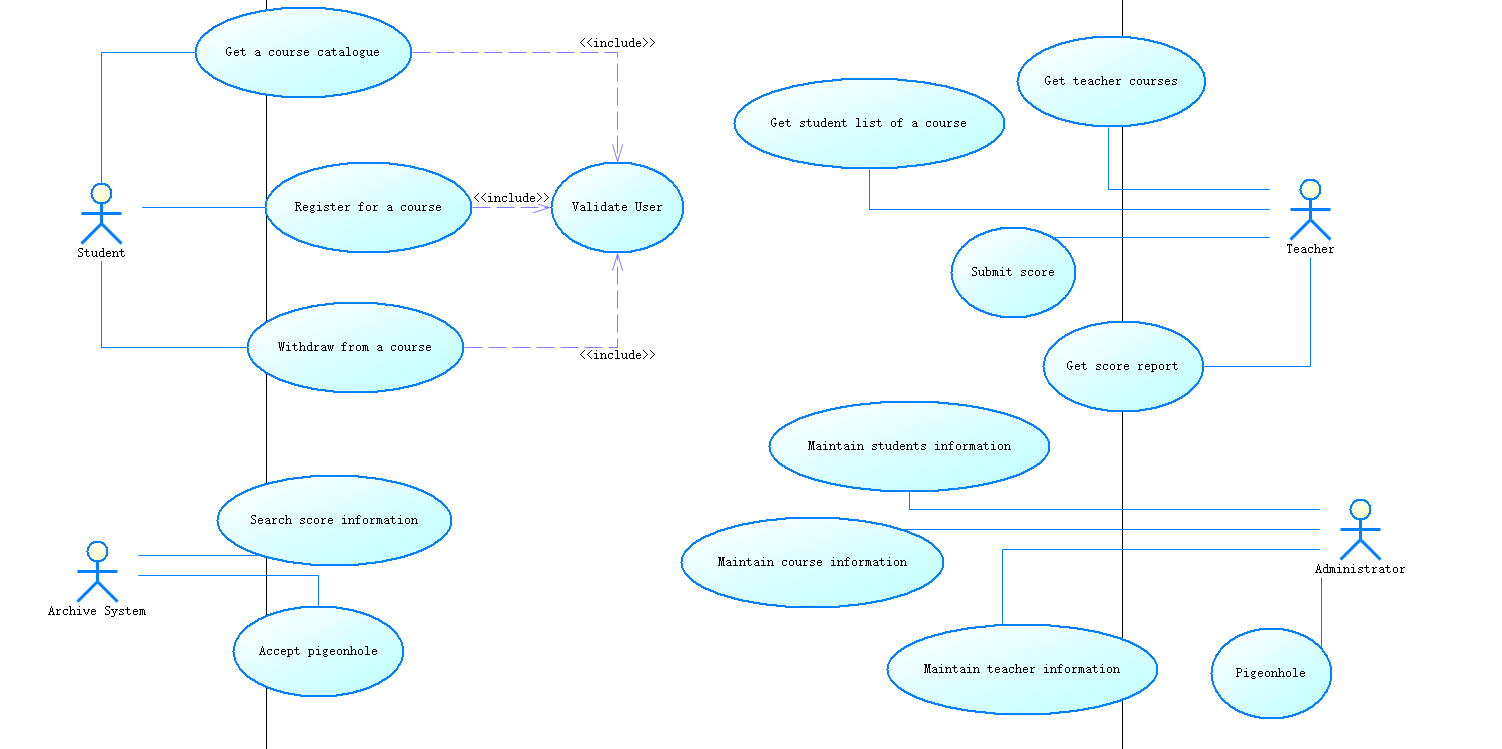 Get a course catalogue
<<include>>
Get teacher courses
Get student list of a course
Register for a course
<<include>>
Validate User
Student
Teacher
Submit score
Withdraw from a course
<<include>>
Get score report
Maintain students information
Search score information
Maintain course information
Administrator
Archive System
Accept pigeonhole
Maintain teacher information
Pigeonhole